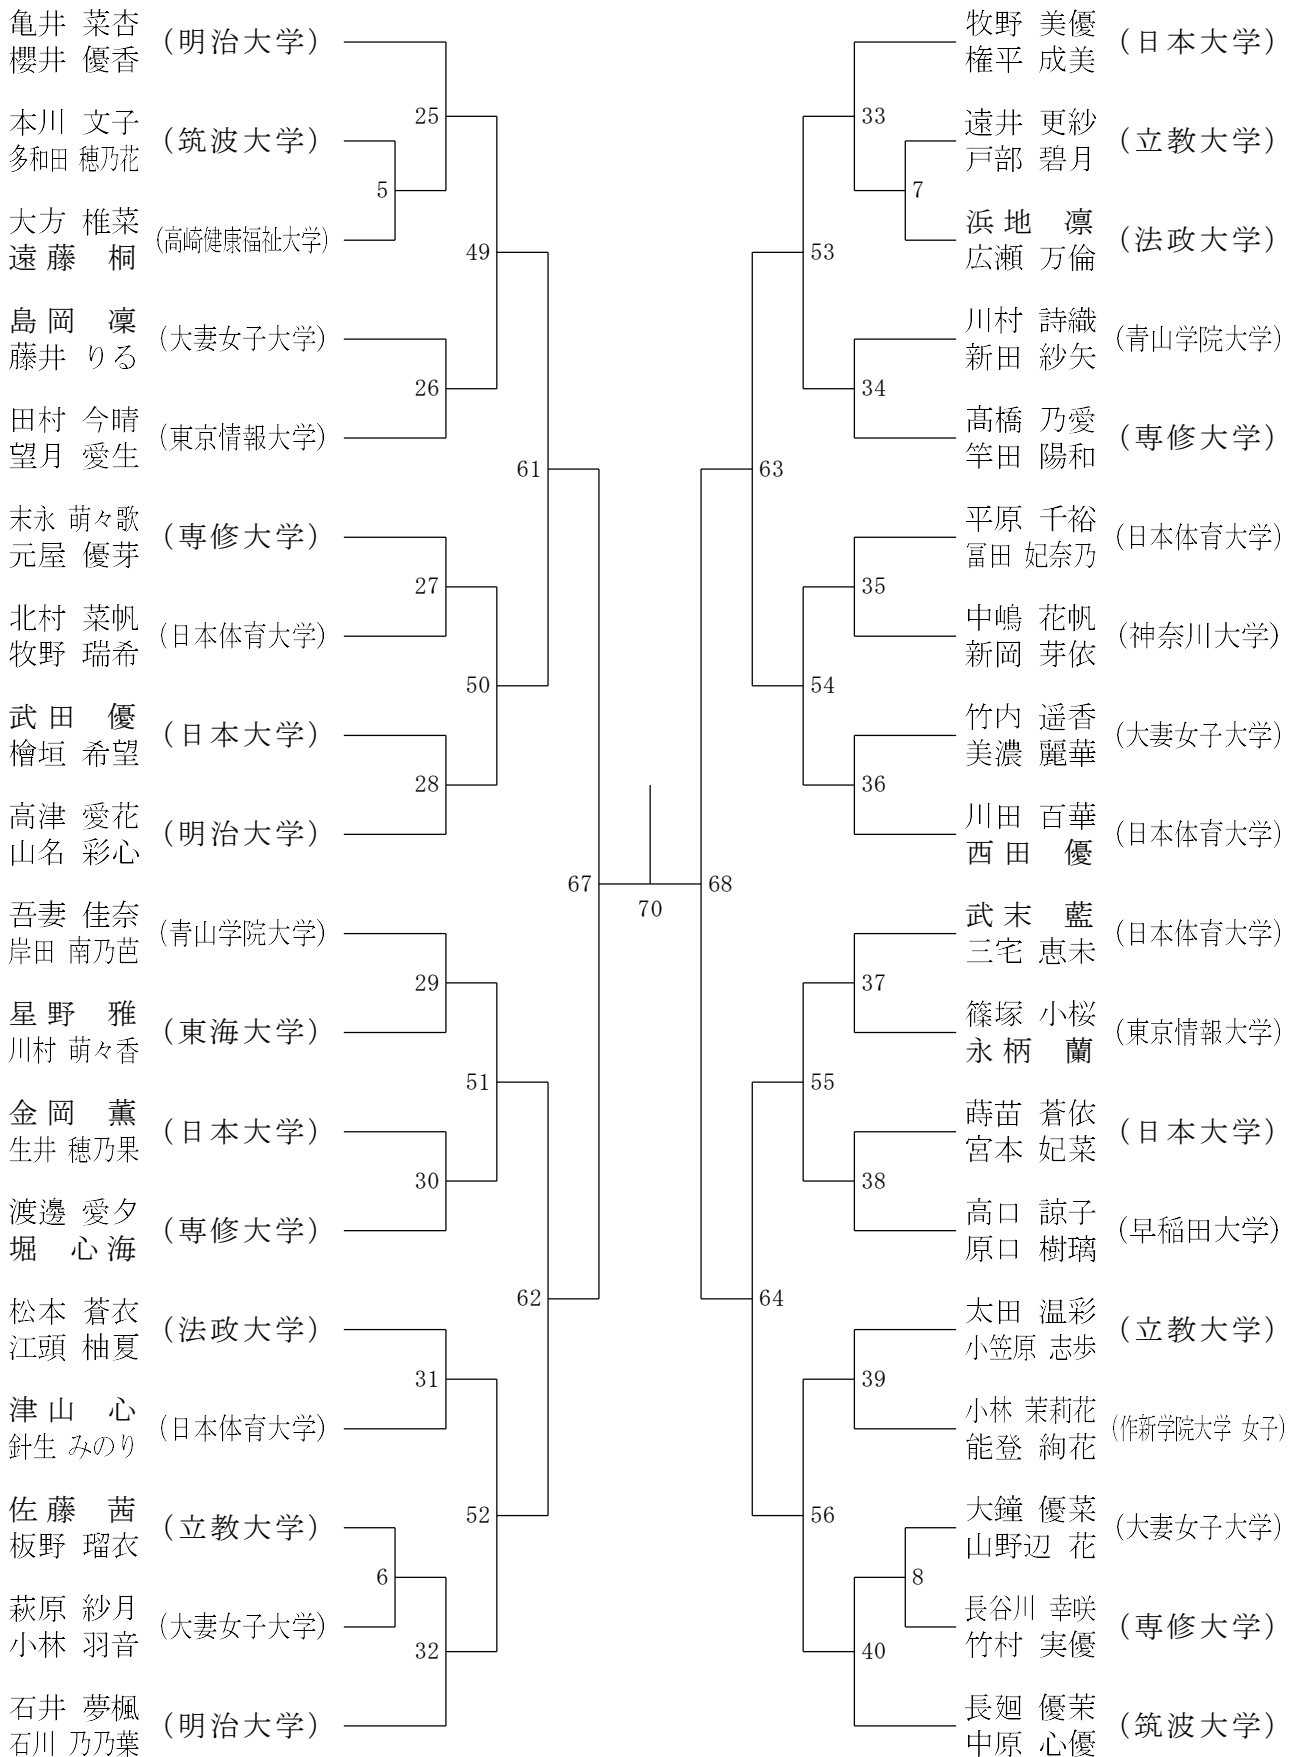 亀井 菜杏
櫻井 優香
(明治大学)
本川 文子
多和田 穂乃花
(筑波大学)
大方 椎菜
遠藤 桐
(高崎健康福祉大学)
島岡 凜
藤井 りる
(大妻女子大学)
田村 今晴
望月 愛生
(東京情報大学)
末永 萌々歌
元屋 優芽
(専修大学)
北村 菜帆
牧野 瑞希
(日本体育大学)
武田 優
檜垣 希望
(日本大学)
高津 愛花
山名 彩心
(明治大学)
吾妻 佳奈
岸田 南乃芭
(青山学院大学)
星野 雅
川村 萌々香
(東海大学)
金岡 薫
生井 穂乃果
(日本大学)
渡邊 愛夕
堀 心海
(専修大学)
松本 蒼衣
江頭 柚夏
(法政大学)
津山 心
針生 みのり
(日本体育大学)
佐藤 茜
板野 瑠衣
(立教大学)
萩原 紗月
小林 羽音
(大妻女子大学)
石井 夢楓
石川 乃乃葉
(明治大学)
25
5
49
26
61
27
50
28
67
29
51
30
62
31
52
6
32
70
68
33
7
53
34
63
35
54
36
37
55
38
64
39
56
8
40
牧野 美優
権平 成美
(日本大学)
遠井 更紗
戸部 碧月
(立教大学)
浜地 凛
広瀬 万倫
(法政大学)
川村 詩織
新田 紗矢
(青山学院大学)
髙橋 乃愛
竿田 陽和
(専修大学)
平原 千裕
冨田 妃奈乃
(日本体育大学)
中嶋 花帆
新岡 芽依
(神奈川大学)
竹内 遥香
美濃 麗華
(大妻女子大学)
川田 百華
西田 優
(日本体育大学)
武末 藍
三宅 恵未
(日本体育大学)
篠塚 小桜
永柄 蘭
(東京情報大学)
蒔苗 蒼依
宮本 妃菜
(日本大学)
高口 諒子
原口 樹璃
(早稲田大学)
太田 温彩
小笠原 志歩
(立教大学)
小林 茉莉花
能登 絢花
(作新学院大学 女子)
大鐘 優菜
山野辺 花
(大妻女子大学)
長谷川 幸咲
竹村 実優
(専修大学)
長廻 優茉
中原 心優
(筑波大学)